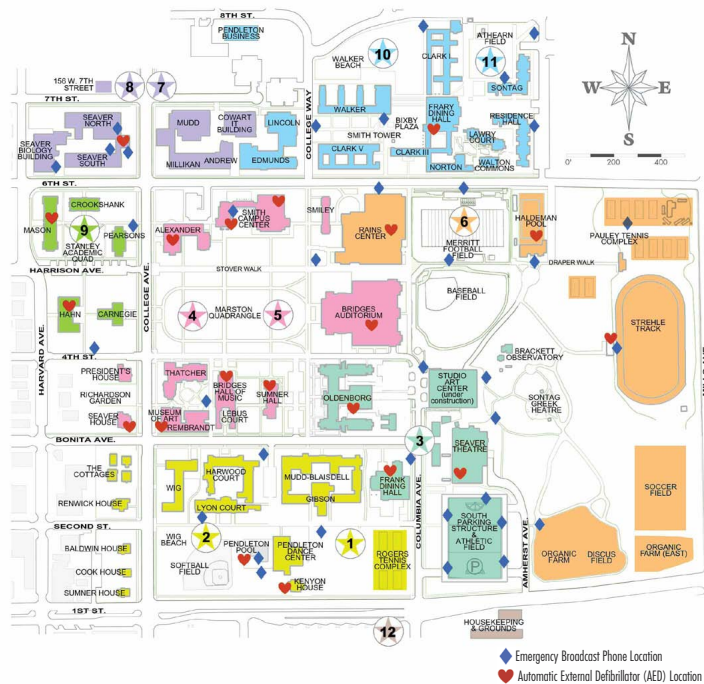 8TH ST.
PENDLETON
BUSINESS
WALKER
BEACH
10
CLARK I
ATHEARN
FIELD
11
SONTAG
N
W
E
S
0'
200'
400'
156 W. 7TH
STREET
8
7
7TH ST.
COLLEGE WAY
SEAVER
NORTH
SEAVER
BIOLOGY
BUILDING
SEAVER
SOUTH
MUDD
COWART
IT
BUILDING
LINCOLN
MILLIKAN
ANDREW
EDMUNDS
WALKER
SMITH TOWER
BIXBY
PLAZA
FRARY
DINING
HALL
RESIDENCE
HALL
LAWRY
COURT
CLARK V
CLARK III
NORTON
WALTON
COMMONS
6TH ST.
CROOKSHANK
MASON
9
PEARSONS
STANLEY
ACADEMIC
QUAD
HARRISON AVE.
ALEXANDER
SMITH
CAMPUS
CENTER
SMILEY
RAINS
CENTER
6
MERRITT
FOOTBALL
FIELD
HALDEMAN
POOL
PAULEY TENNIS
COMPLEX
STOVER WALK
DRAPER WALK
COLLEGE AVE.
HAHN
CARNEGIE
4
MARSTON
QUADRANGLE
5
BRIDGES
AUDITORIUM
BASEBALL
FIELD
STREHLE
TRACK
HARVARD AVE.
4TH ST.
PRESIDENT'S
HOUSE
RICHARDSON
GARDEN
SEAVER
HOUSE
THATCHER
BRIDGES
HALL OF
MUSIC
SUMNER
HALL
MUSEUM
OF ART
REMBRANDT
LEBUS
COURT
OLDENBORG
STUDIO
ART
CENTER
(under
construction)
BRACKETT
OBSERVATORY
SONTAG
GREEK
THEATRE
BONITA AVE.
3
SEAVER
THEATRE
THE
COTTAGES
RENWICK HOUSE
WIG
HARWOOD
COURT
LYON COURT
MUDD-BLAISDELL
GIBSON
FRANK
DINING
HALL
COLUMBIA AVE.
SOCCER
FIELD
SECOND ST.
BALDWIN HOUSE
COOK HOUSE
SUMNER HOUSE
WIG
BEACH
2
SOFTBALL
FIELD
PENDLETON
POOL
PENDLETON
DANCE
CENTER
1
KENYON
HOUSE
ROGERS
TENNIS
COMPLEX
SOUTH
PARKING
STRUCTURE
&
ATHLETIC
FIELD
P
AMHERST AVE.
ORGANIC
FARM
DISCUS
FIELD
ORGANIC
FARM (EAST)
1ST ST.
12
HOUSEKEEPING
& GROUNDS
Emergency Broadcast Phone Location
Automatic External Defibrillator (AED) Location